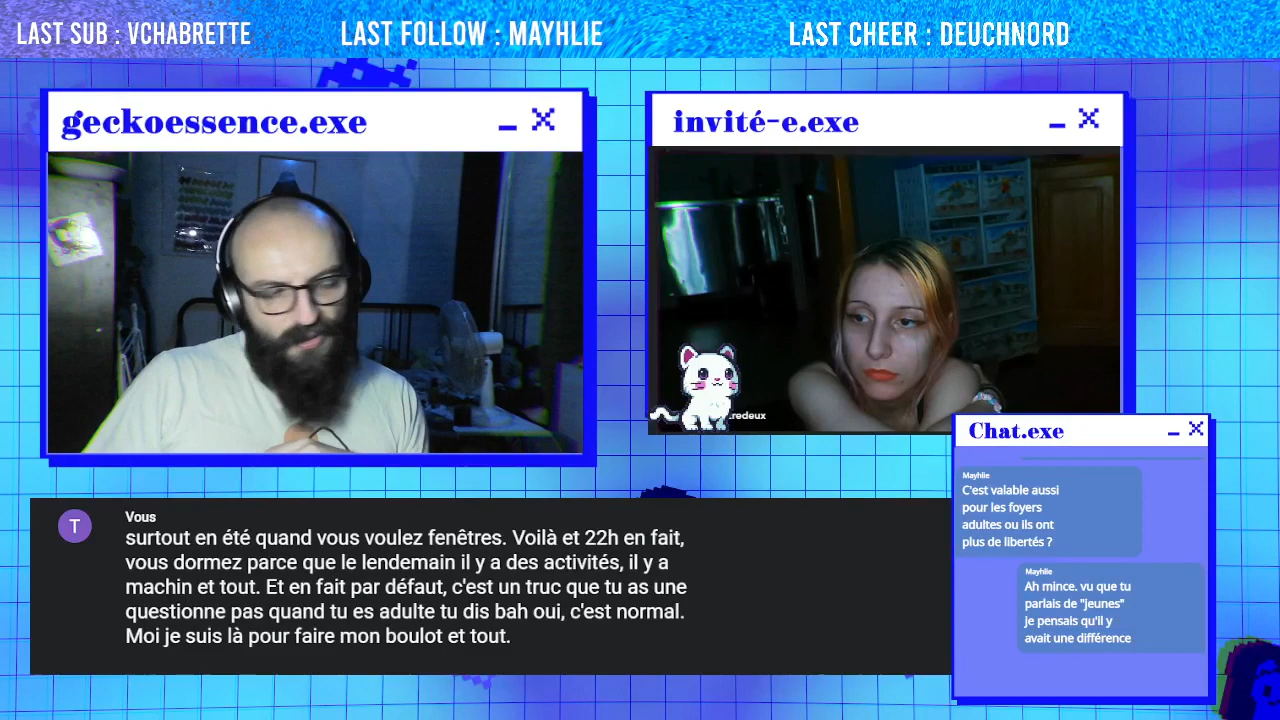 LAST SUB : VCHABRETTE
LAST FOLLOW : MAYHLIE
LAST CHEER : DEUCHNORD
geckoessence.exe
invité-e.exe
redeux
Chat.exe
Mayhlie
C'est valable aussi
pour les foyers
adultes ou ils ont
plus de libertés ?
Mayhlie
Ah mince. vu que tu
parlais de "jeunes"
je pensais qu'il y
avait une différence
T
Vous
surtout en été quand vous voulez fenêtres. Voilà et 22h en fait,
vous dormez parce que le lendemain il y a des activités, il y a
machin et tout. Et en fait par défaut, c'est un truc que tu as une
questionne pas quand tu es adulte tu dis bah oui, c'est normal.
Moi je suis là pour faire mon boulot et tout.